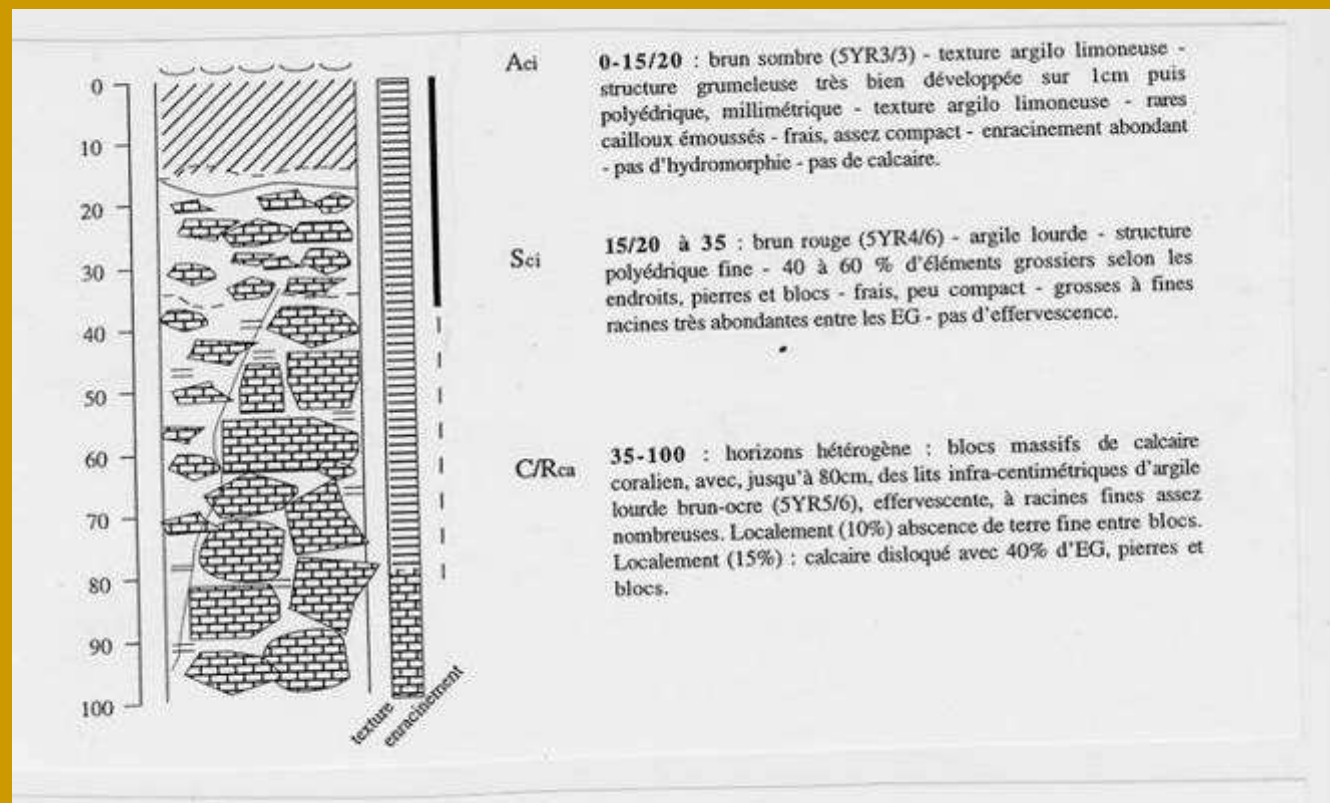 0
10
20
30
40
50
60
70
80
90
100
texture
enracinement
Aci
0-15/20 : brun sombre (5YR3/3) - texture argilo limoneuse -
structure grumeleuse très bien développée sur 1cm puis
polyédrique, millimétrique - texture argilo limoneuse - rares
cailloux émoussés - frais, assez compact - enracinement abondant
- pas d'hydromorphie - pas de calcaire.
Sci
15/20 à 35 : brun rouge (5YR4/6) - argile lourde - structure
polyédrique fine - 40 à 60 % d'éléments grossiers selon les
endroits, pierres et blocs - frais, peu compact - grosses à fines
racines très abondantes entre les EG - pas d'effervescence.
C/Rca
35-100 : horizons hétérogène : blocs massifs de calcaire
coralien, avec, jusqu'à 80cm, des lits infra-centimétriques d'argile
lourde brun-ocre (5YR5/6), effervescente, à racines fines assez
nombreuses. Localement (10%) abscence de terre fine entre blocs.
Localement (15%) : calcaire disloqué avec 40% d'EG, pierres et
blocs.